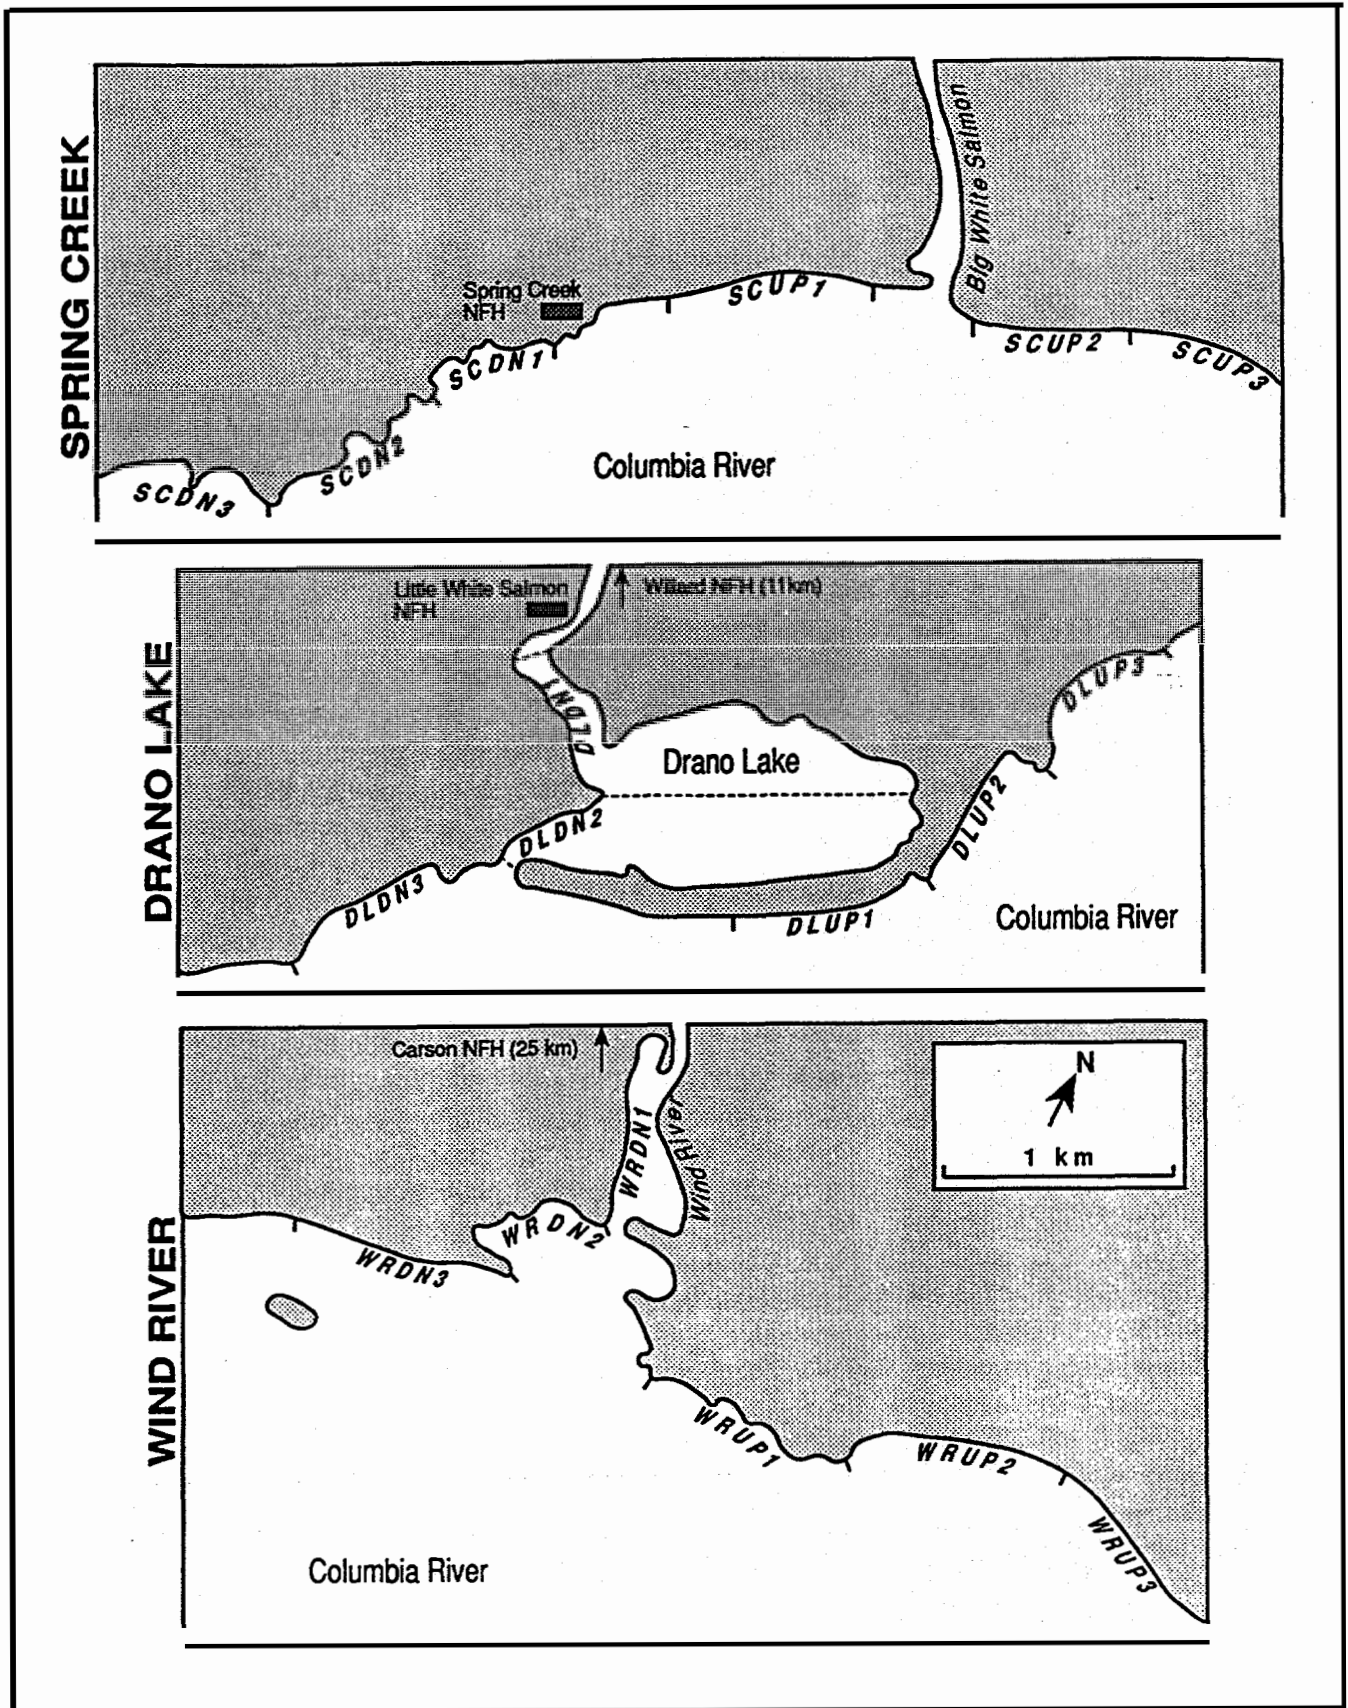 SPRING CREEK
Big White Salmon
Spring Creek
NFH
SCUP1
SCUP2
SCUP3
SCDN1
SCDN2
SCDN3
Columbia River
DRANO LAKE
Little White Salmon
NFH
Willard NFH (11km)
DLDN1
Drano Lake
DLUP3
DLUP2
DLDN2
DLDN3
DLUP1
Columbia River
WIND RIVER
Carson NFH (25 km)
N
1 km
WRDN1
Wind River
WRDN2
WRDN3
WRUP1
WRUP2
WRUP3
Columbia River